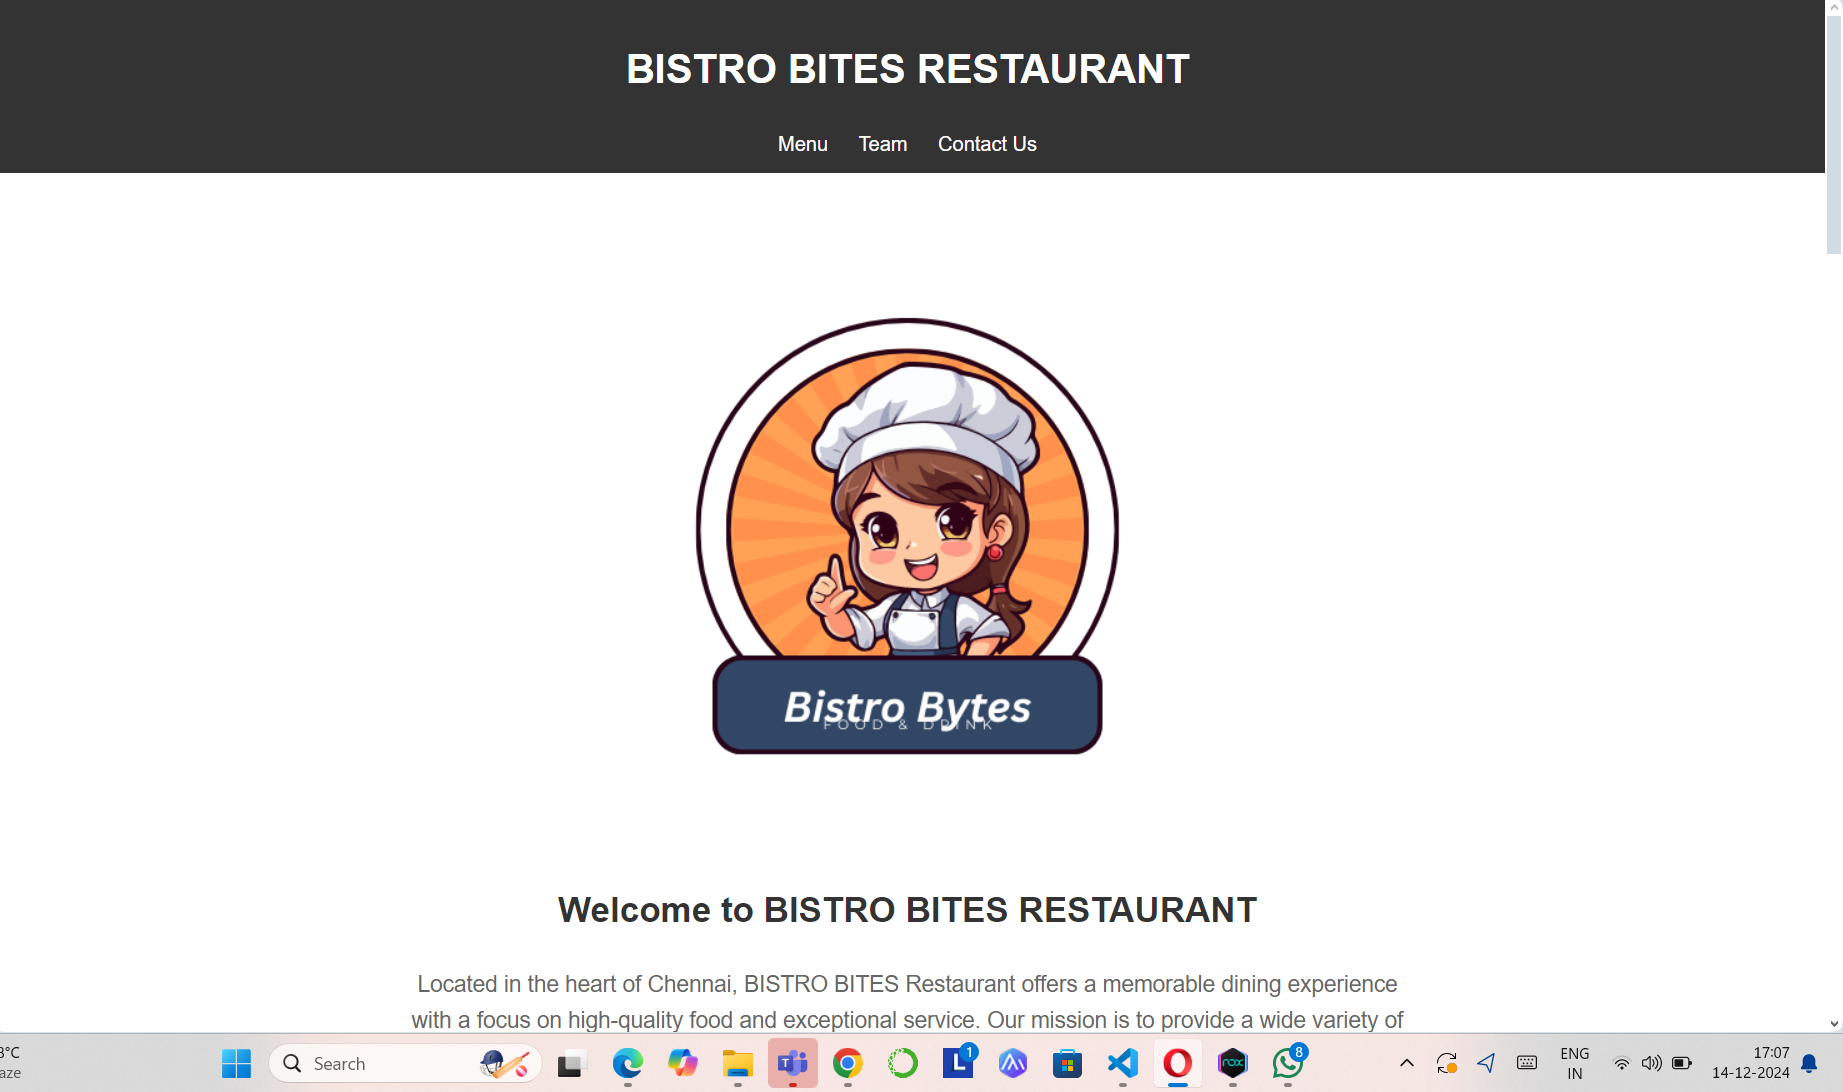 BISTRO BITES RESTAURANT
Menu Team Contact Us
Bistro Bytes
FOOD & DRINK
Welcome to BISTRO BITES RESTAURANT
Located in the heart of Chennai, BISTRO BITES Restaurant offers a memorable dining experience
with a focus on high-quality food and exceptional service. Our mission is to provide a wide variety of
Search
1
8
ENG
IN
17:07
14-12-2024